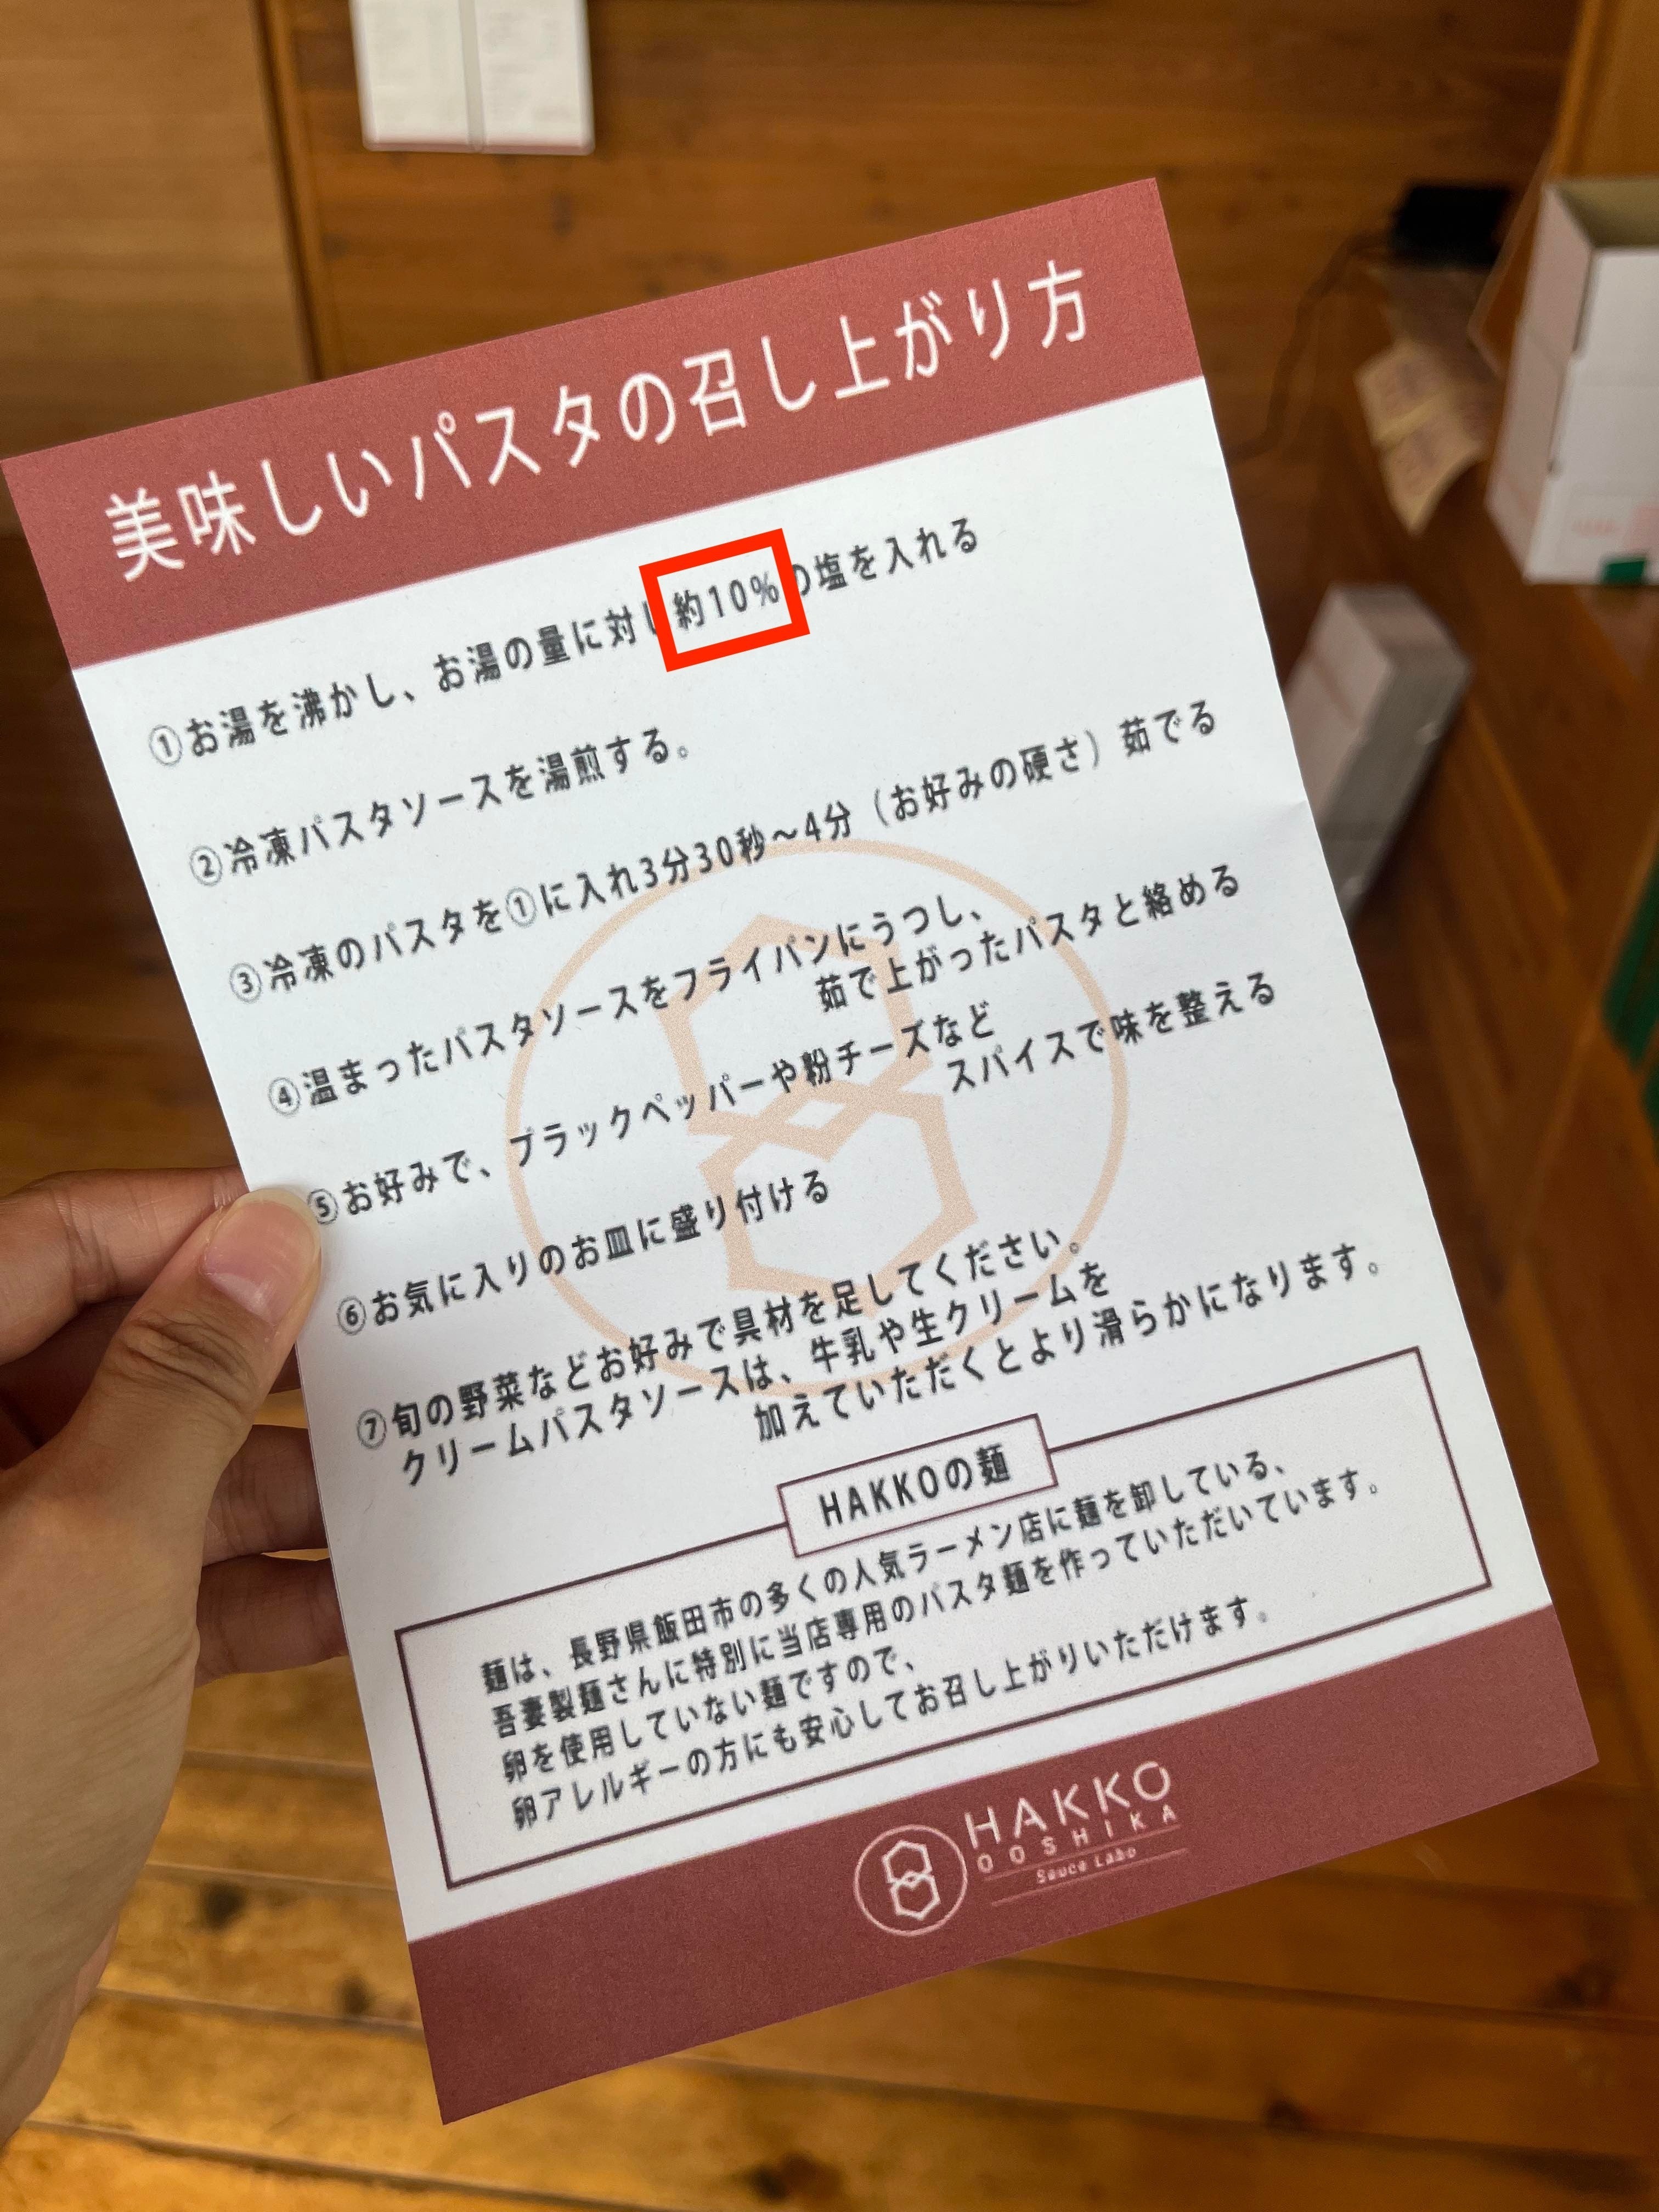 美味しいパスタの召し上がり方
①お湯を沸かし、お湯の量に対し約10%の塩を入れる
②冷凍パスタソースを湯煎する。
③冷凍のパスタを①に入れ3分30秒～4分（お好みの硬さ）茹でる
④温まったパスタソースをフライパンにうつし、
茹で上がったパスタと絡める
⑤お好みで、ブラックペッパーや粉チーズなど
スパイスで味を整える
⑥お気に入りのお皿に盛り付ける
⑦旬の野菜などお好みで具材を足してください。
クリームパスタソースは、牛乳や生クリームを
加えていただくとより滑らかになります。
HAKKOの麺
麺は、長野県飯田市の多くの人気ラーメン店に麺を卸している、
吾妻製麺さんに特別に当店専用のパスタ麺を作っていただいています。
卵を使用していない麺ですので、
卵アレルギーの方にも安心してお召し上がりいただけます。
HAKKO
OOSHIKA
Sauce Labo